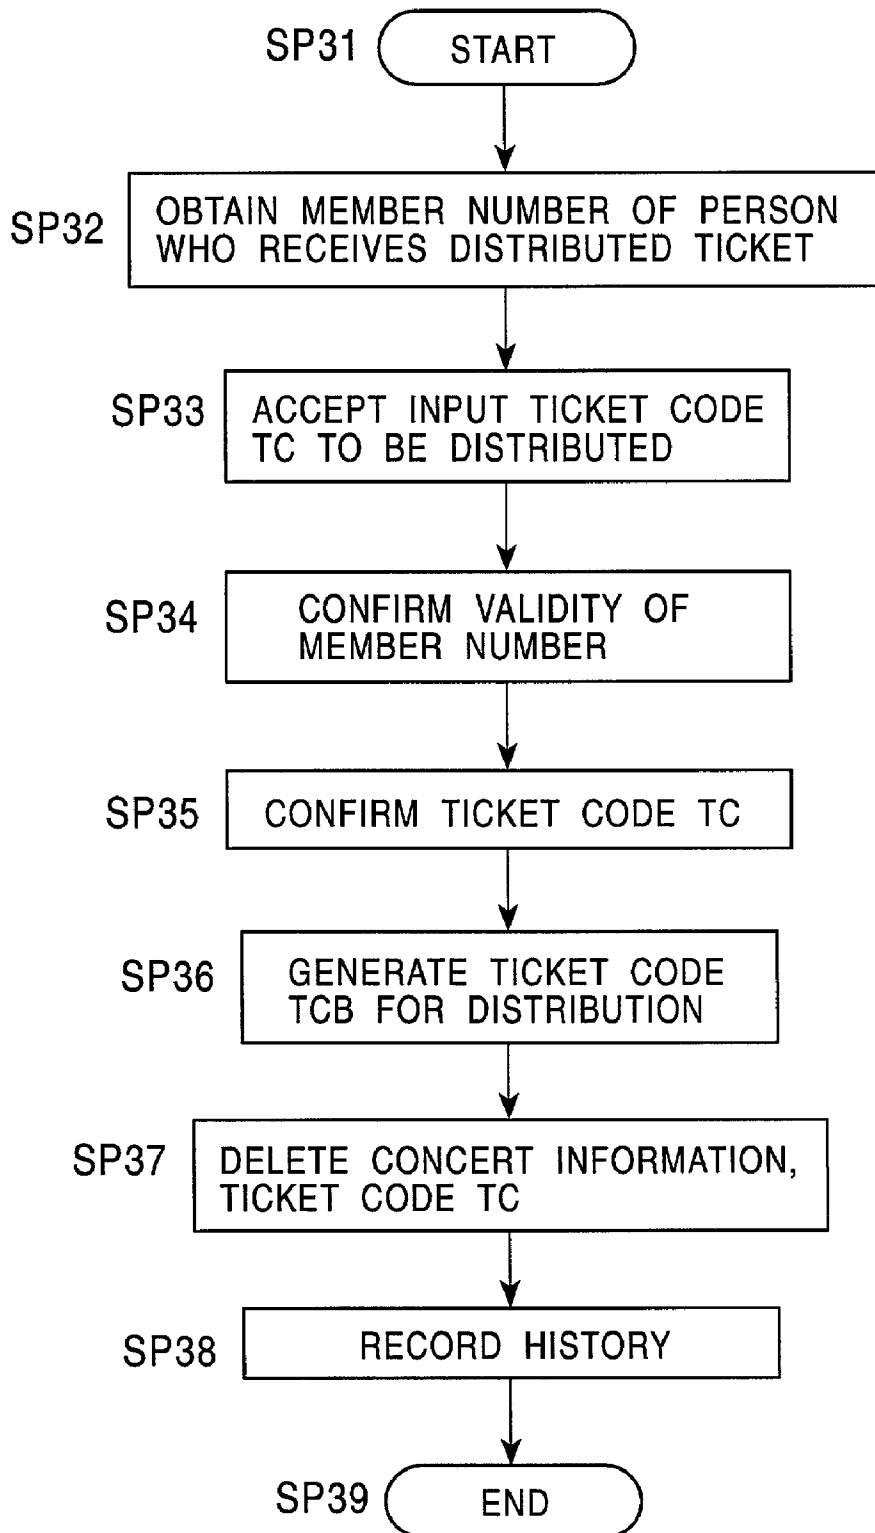 SP31 START
SP32 OBTAIN MEMBER NUMBER OF PERSON
WHO RECEIVES DISTRIBUTED TICKET
SP33 ACCEPT INPUT TICKET CODE
TC TO BE DISTRIBUTED
SP34 CONFIRM VALIDITY OF
MEMBER NUMBER
SP35 CONFIRM TICKET CODE TC
SP36 GENERATE TICKET CODE
TCB FOR DISTRIBUTION
SP37 DELETE CONCERT INFORMATION,
TICKET CODE TC
SP38 RECORD HISTORY
SP39 END